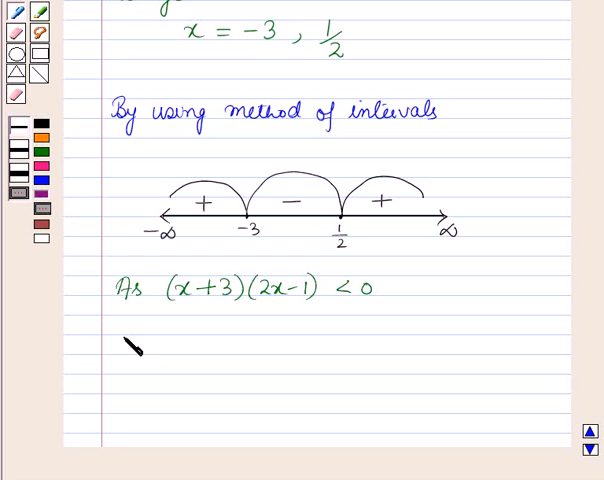 x = -3 , 1/2
By using method of intervals
+ - +
-∞ -3 1/2 ∞
As (x+3)(2x-1) < 0